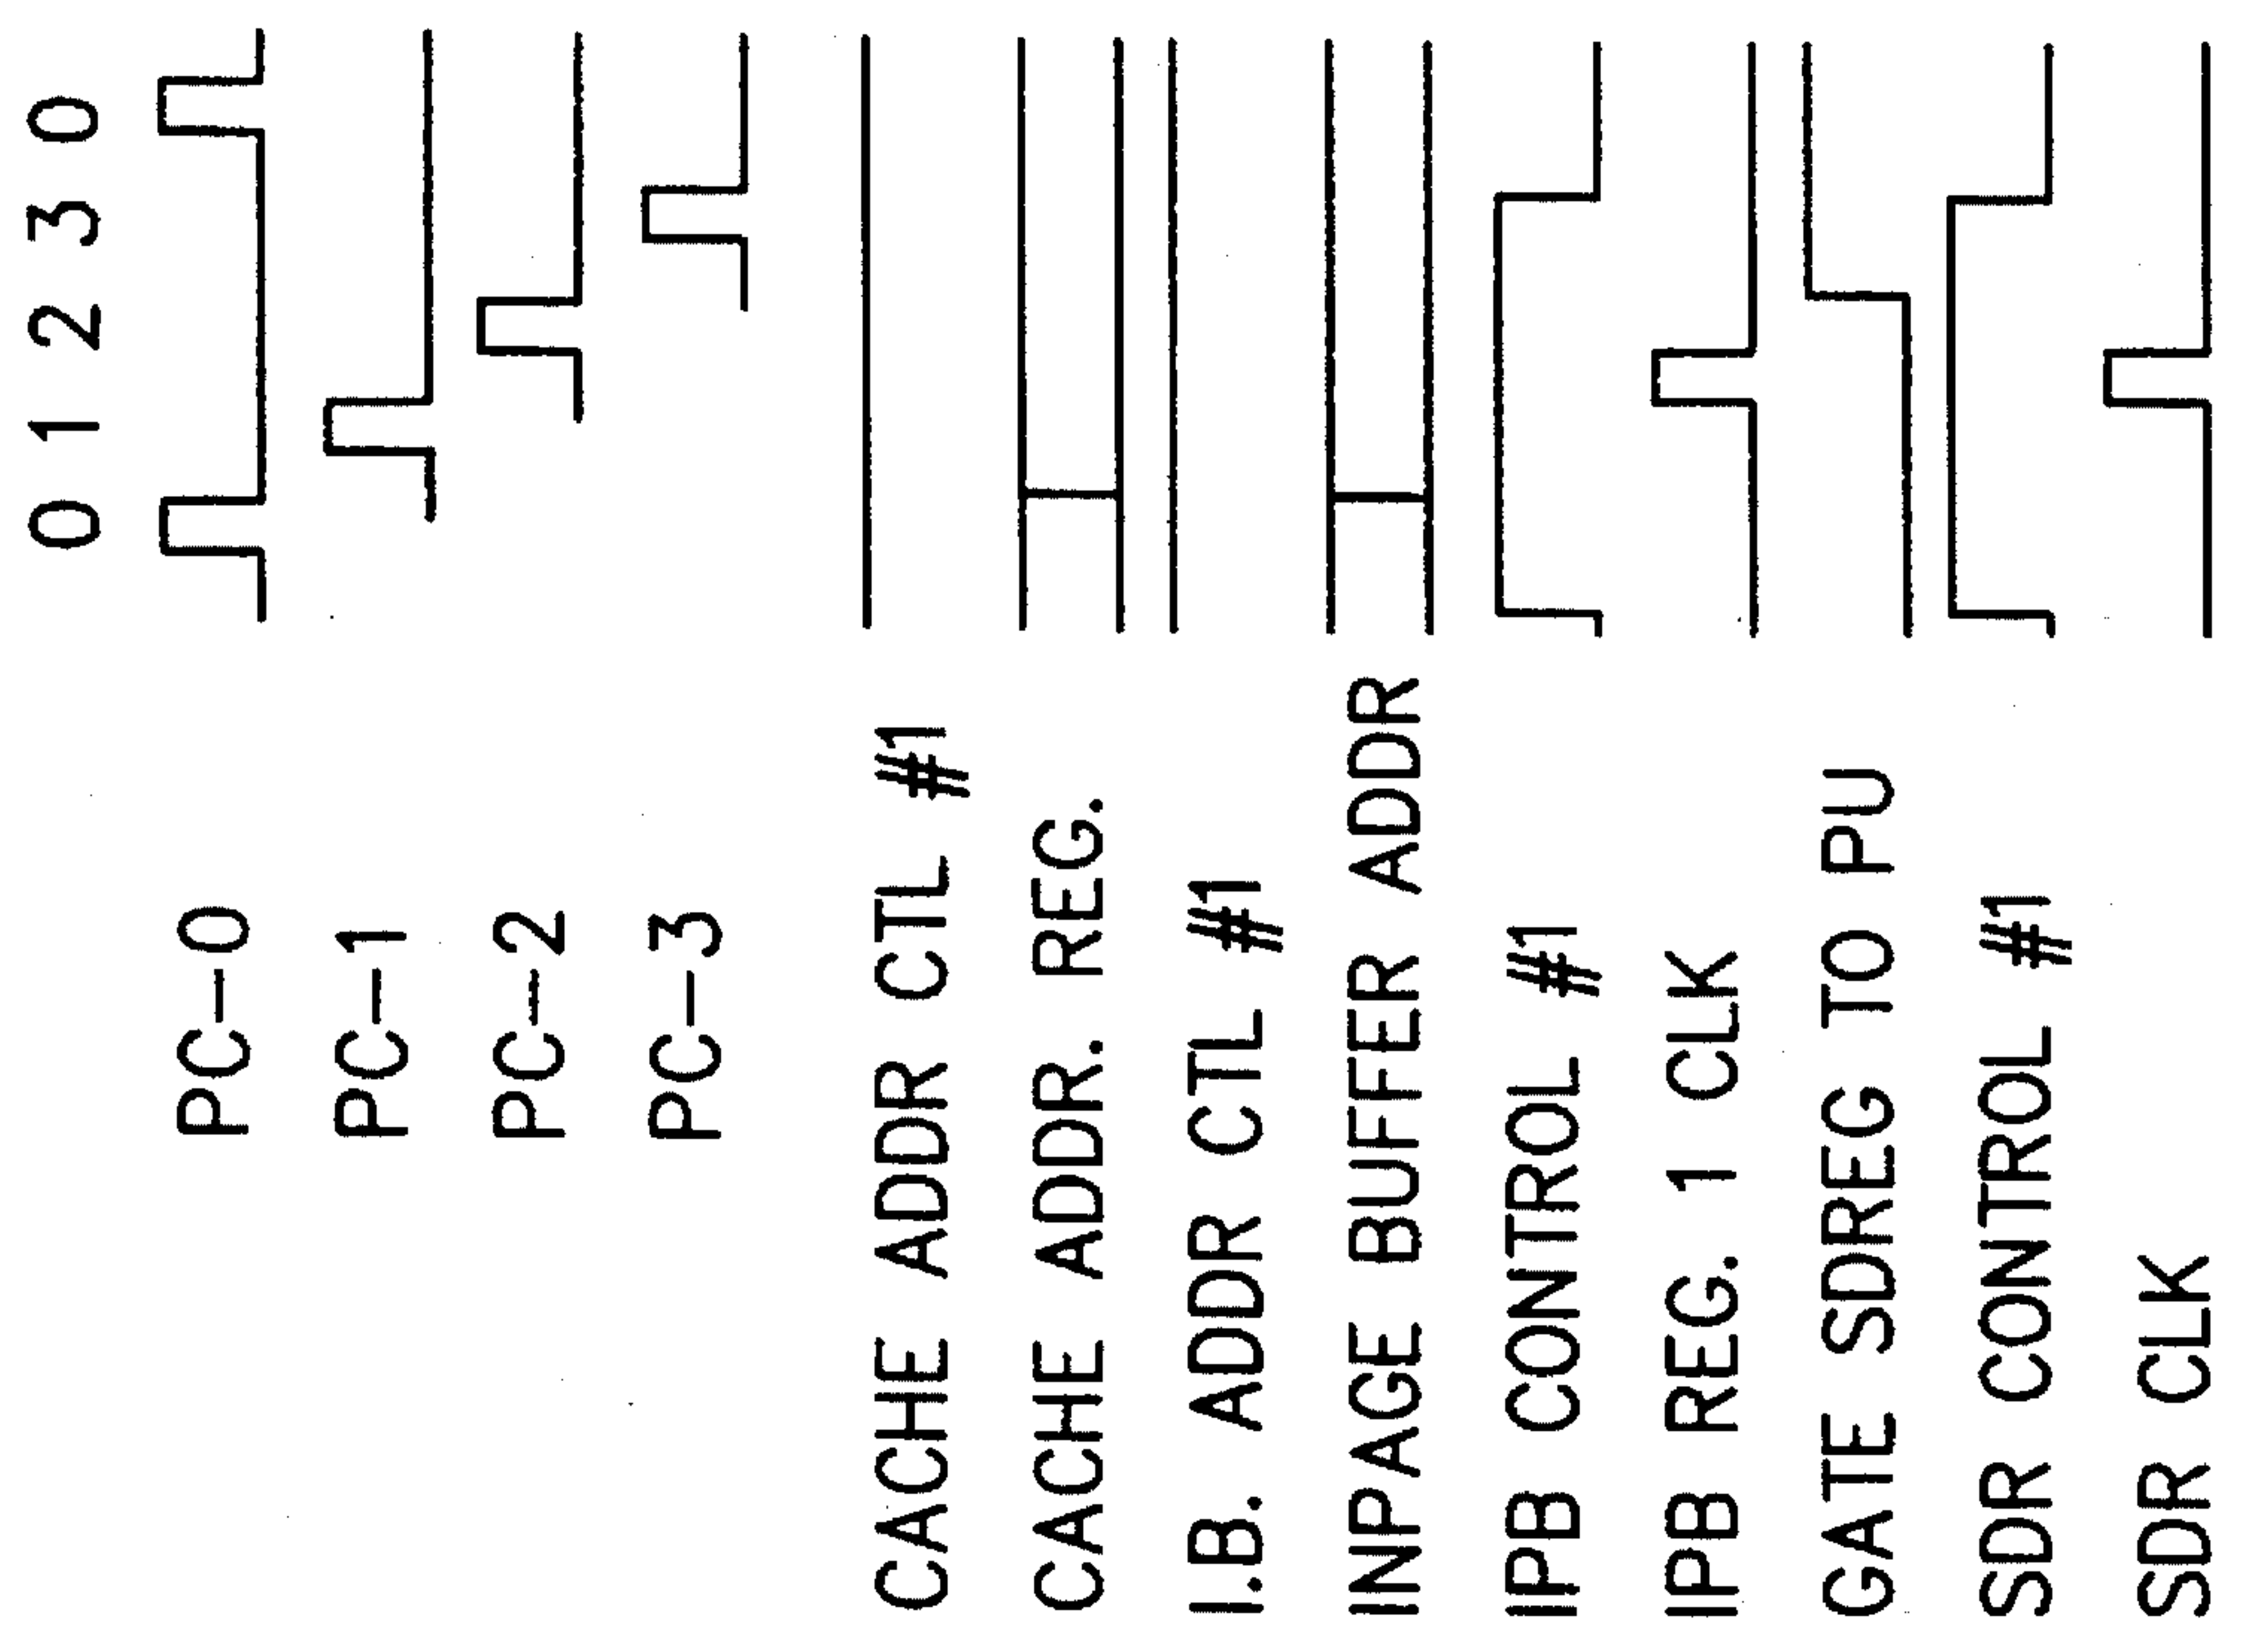 0 1 2 3 0
PC-0
PC-1
PC-2
PC-3
CACHE ADDR CTL #1
CACHE ADDR. REG.
I.B. ADDR CTL #1
INPAGE BUFFER ADDR
IPB CONTROL #1
IPB REG. 1 CLK
GATE SDREG TO PU
SDR CONTROL #1
SDR CLK